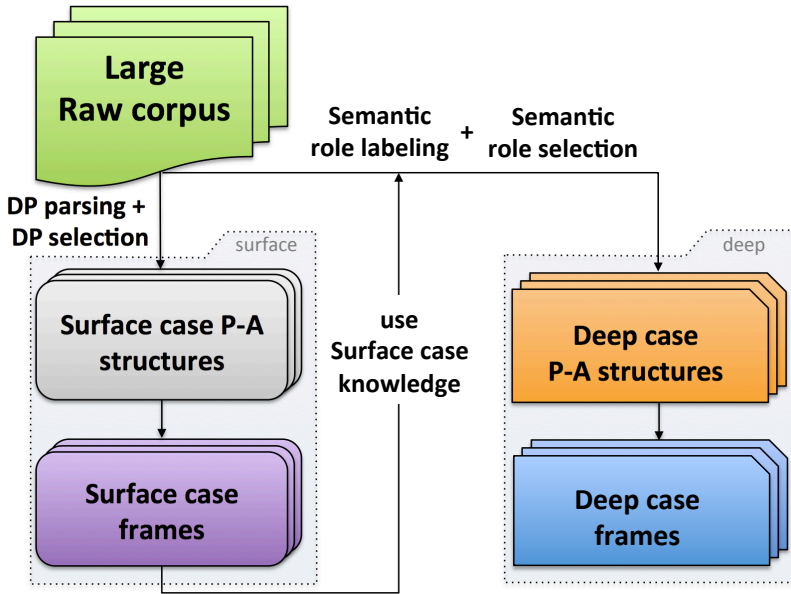 Large
Raw corpus
Semantic
role labeling
+
Semantic
role selection
DP parsing +
DP selection
surface
deep
Surface case P-A
structures
use
Surface case
knowledge
Deep case
P-A structures
Surface case
frames
Deep case
frames